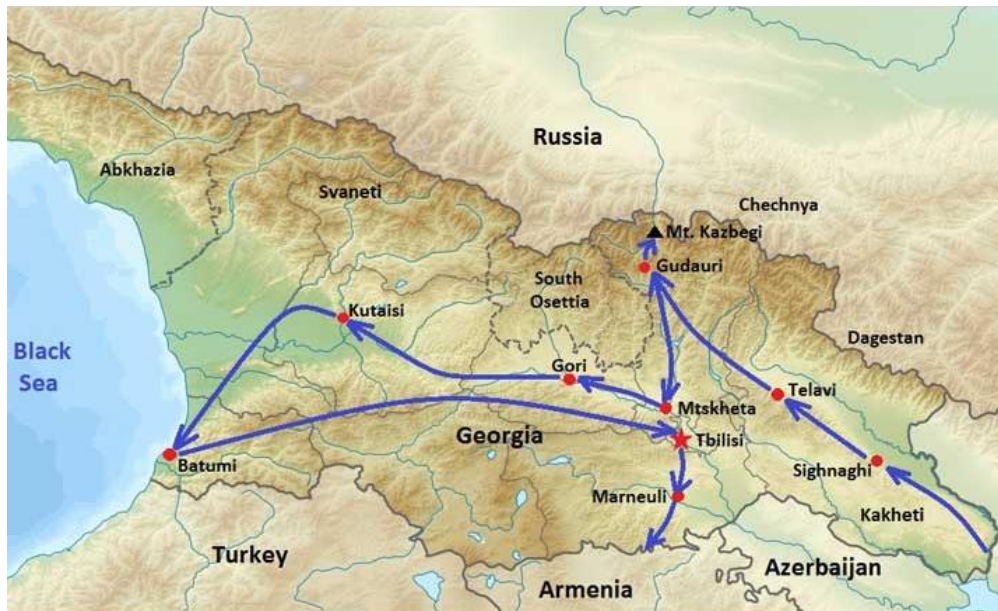 Russia
Abkhazia
Svaneti
Chechnya
Mt. Kazbegi
Gudauri
South
Osettia
Kutaisi
Dagestan
Black
Sea
Gori
Telavi
Mtskheta
Georgia
Tbilisi
Batumi
Sighnaghi
Marneuli
Kakheti
Turkey
Azerbaijan
Armenia